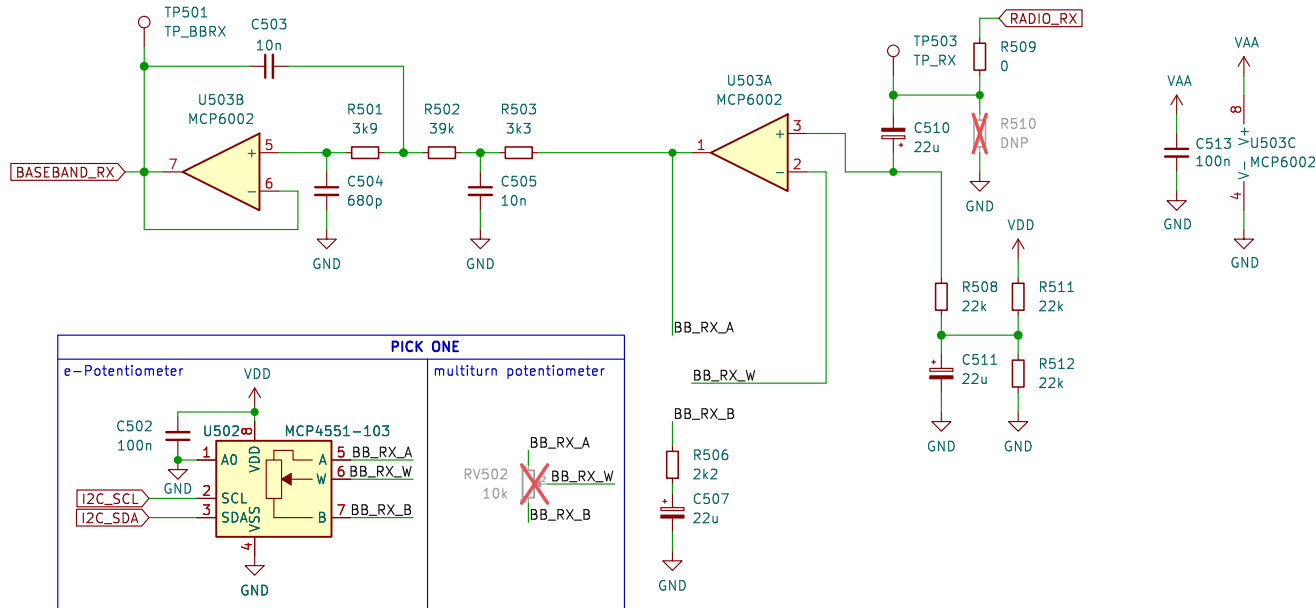 TP501
TP_BBRX
C503
10n
RADIO_RX
TP503
TP_RX
R509
0
VAA
VAA
U503B
MCP6002
R501
3k9
R502
39k
R503
3k3
U503A
MCP6002
C510
22u
R510
DNP
C513
100n
8
V+
V−
4
U503C
MCP6002
BASEBAND_RX
7
+
5
−
6
1
+
3
−
2
C504
680p
C505
10n
GND
GND
GND
GND
GND
VDD
R508
22k
R511
22k
BB_RX_A
BB_RX_W
BB_RX_B
C511
22u
R512
22k
GND
GND
R506
2k2
C507
22u
GND
PICK ONE
e-Potentiometer
multiturn potentiometer
VDD
C502
100n
GND
U502
MCP4551-103
8
VDD
1
A0
2
SCL
3
SDA
VSS
4
GND
A
5
BB_RX_A
W
6
BB_RX_W
B
7
BB_RX_B
I2C_SCL
I2C_SDA
RV502
10k
BB_RX_A
BB_RX_W
BB_RX_B